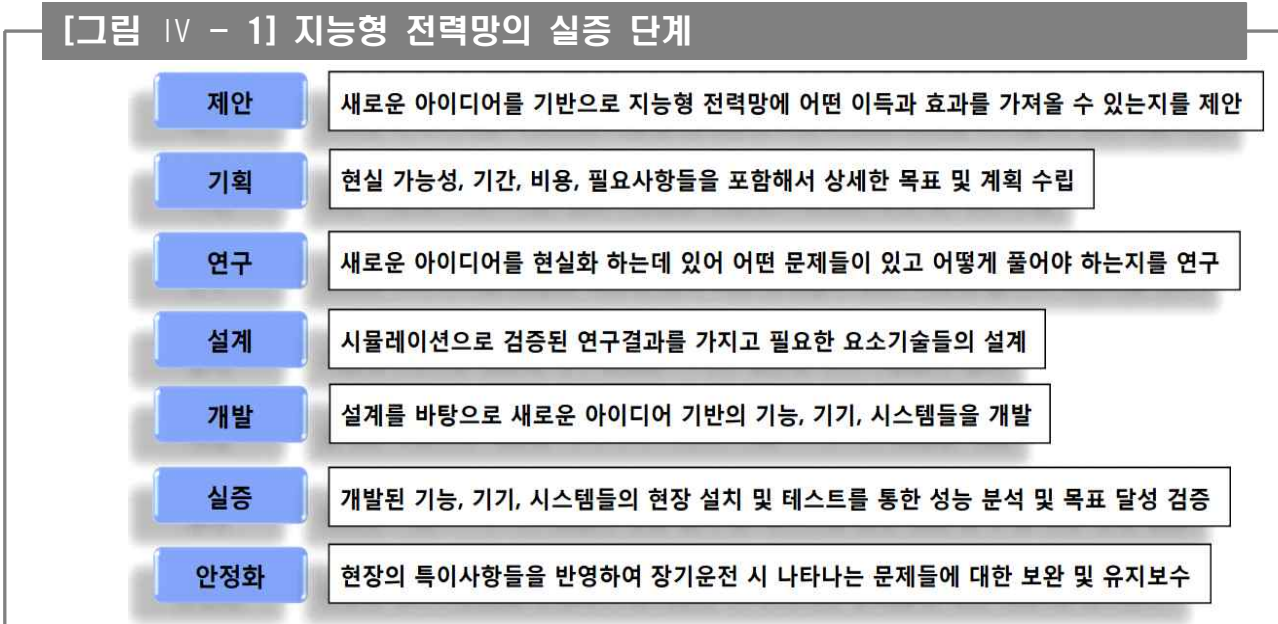 [그림 Ⅳ - 1] 지능형 전력망의 실증 단계
제안
새로운 아이디어를 기반으로 지능형 전력망에 어떤 이득과 효과를 가져올 수 있는지를 제안
기획
현실 가능성, 기간, 비용, 필요사항들을 포함해서 상세한 목표 및 계획 수립
연구
새로운 아이디어를 현실화 하는데 있어 어떤 문제들이 있고 어떻게 풀어야 하는지를 연구
설계
시뮬레이션으로 검증된 연구결과를 가지고 필요한 요소기술들의 설계
개발
설계를 바탕으로 새로운 아이디어 기반의 기능, 기기, 시스템들을 개발
실증
개발된 기능, 기기, 시스템들의 현장 설치 및 테스트를 통한 성능 분석 및 목표 달성 검증
안정화
현장의 특이사항들을 반영하여 장기운전 시 나타나는 문제들에 대한 보완 및 유지보수